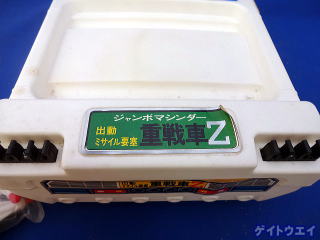 ジャンボマシンダー
出動
ミサイル要塞
重戦車Z
ゲイトウエイ